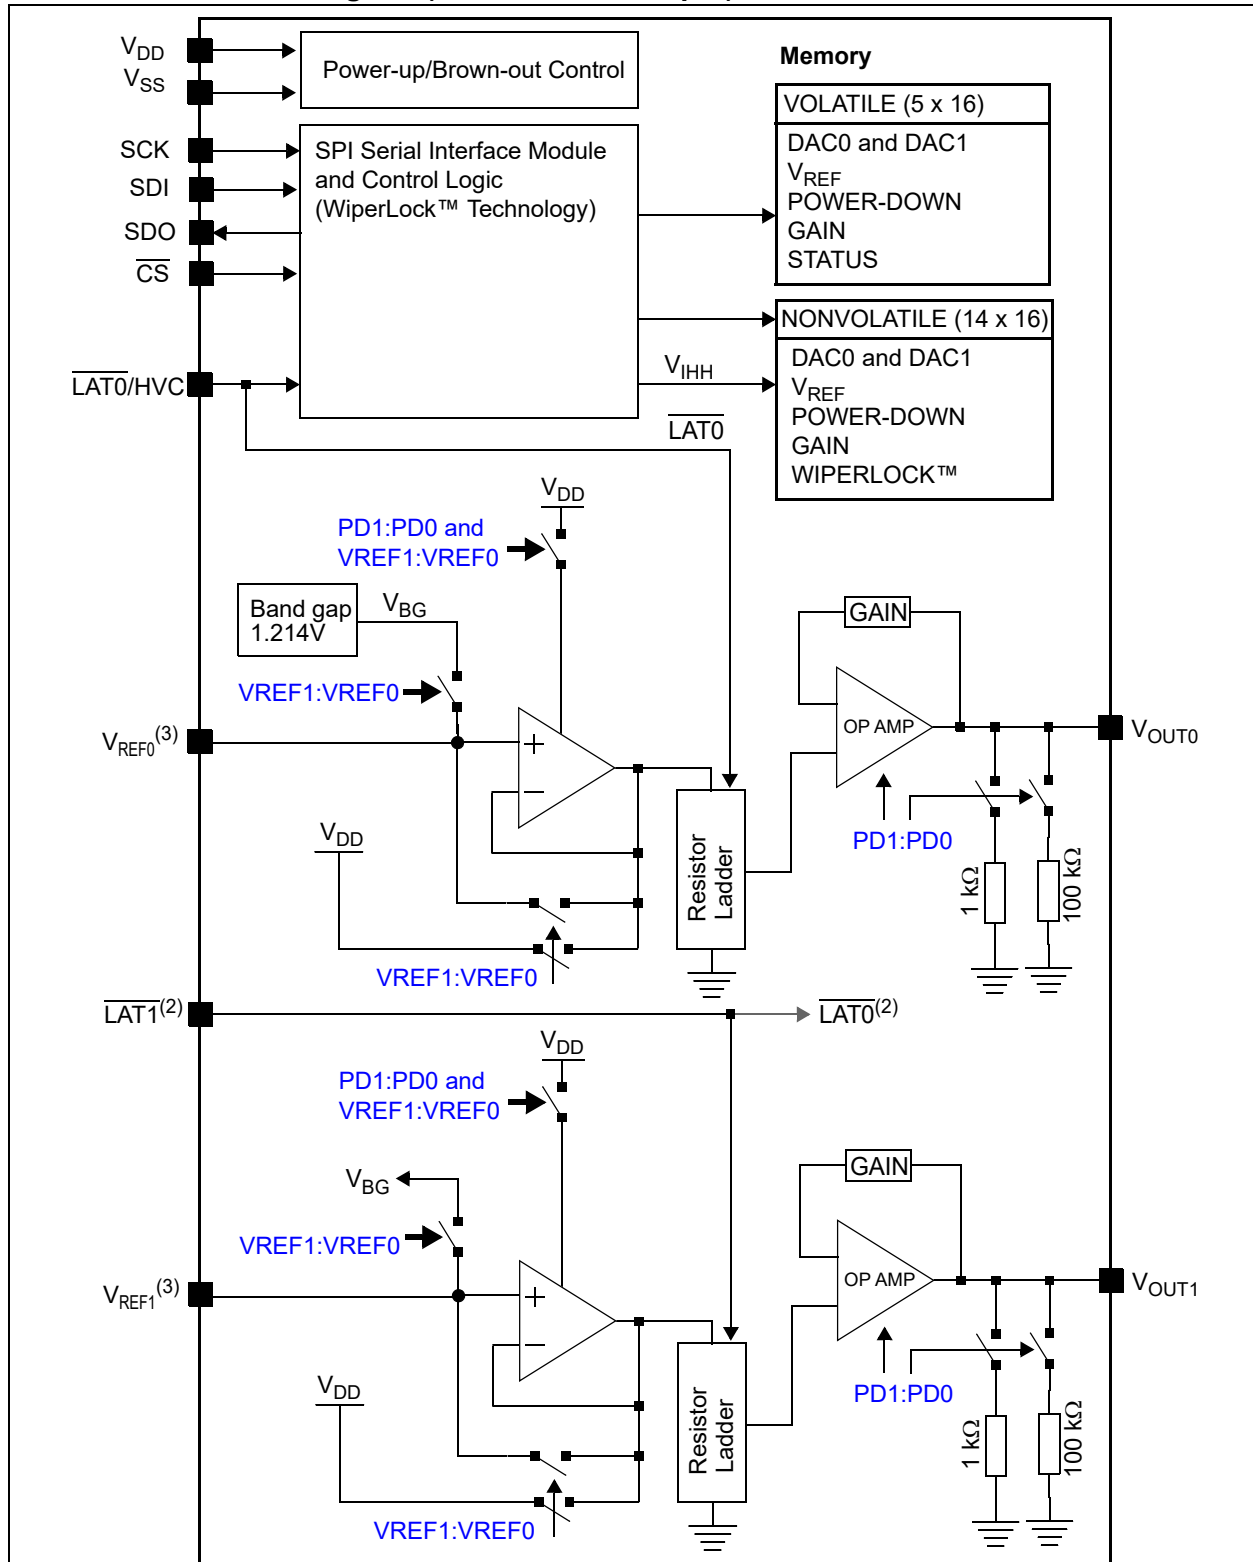 VDD
VSS
Power-up/Brown-out Control
SCK
SDI
SDO
C̅S̅
L̅A̅T̅0̅/HVC
SPI Serial Interface Module
and Control Logic
(WiperLock™ Technology)
Memory
VOLATILE (5 x 16)
DAC0 and DAC1
VREF
POWER-DOWN
GAIN
STATUS
NONVOLATILE (14 x 16)
DAC0 and DAC1
VREF
POWER-DOWN
GAIN
WIPERLOCK™
VIHH
L̅A̅T̅0̅
VDD
PD1:PD0 and
VREF1:VREF0
Band gap
1.214V
VBG
VREF1:VREF0
VREF0(3)
+
−
VDD
VREF1:VREF0
Resistor
Ladder
GAIN
OP AMP
PD1:PD0
1 kΩ
100 kΩ
VOUT0
L̅A̅T̅1̅(2)
L̅A̅T̅0̅(2)
VDD
PD1:PD0 and
VREF1:VREF0
VBG
VREF1:VREF0
VREF1(3)
+
−
VDD
VREF1:VREF0
Resistor
Ladder
GAIN
OP AMP
PD1:PD0
1 kΩ
100 kΩ
VOUT1